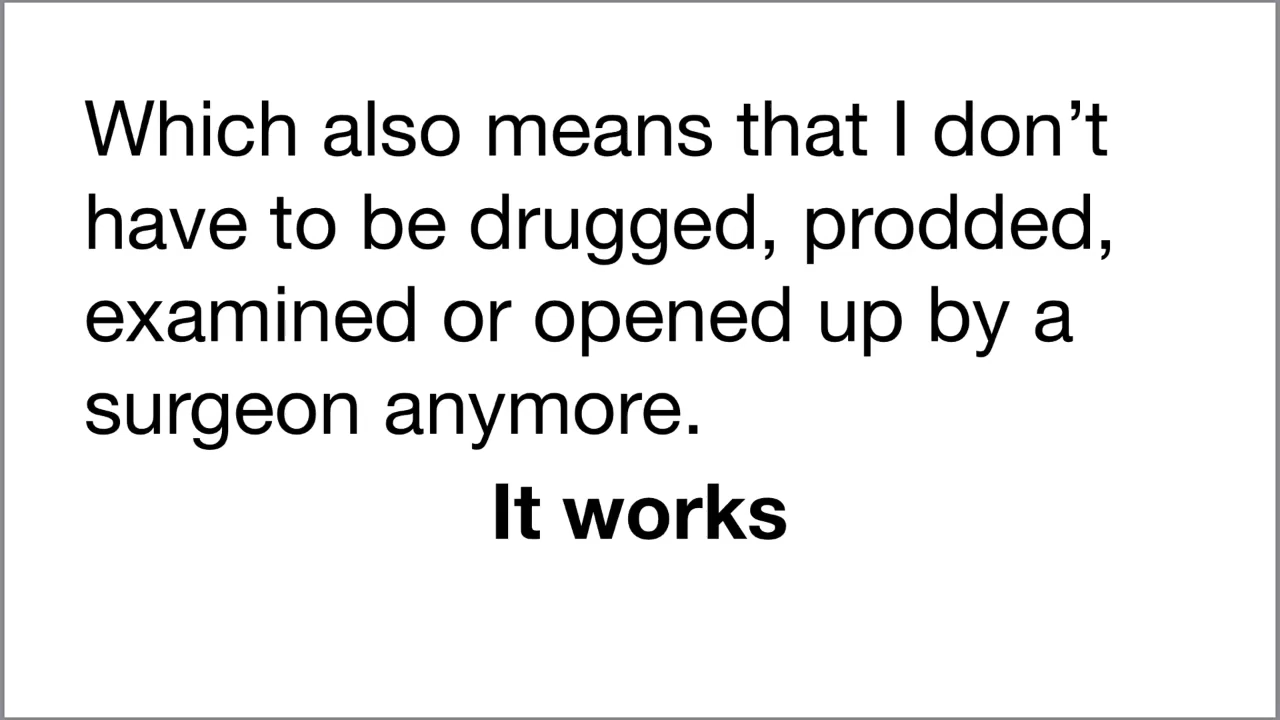 Which also means that I don’t
have to be drugged, prodded,
examined or opened up by a
surgeon anymore.
It works